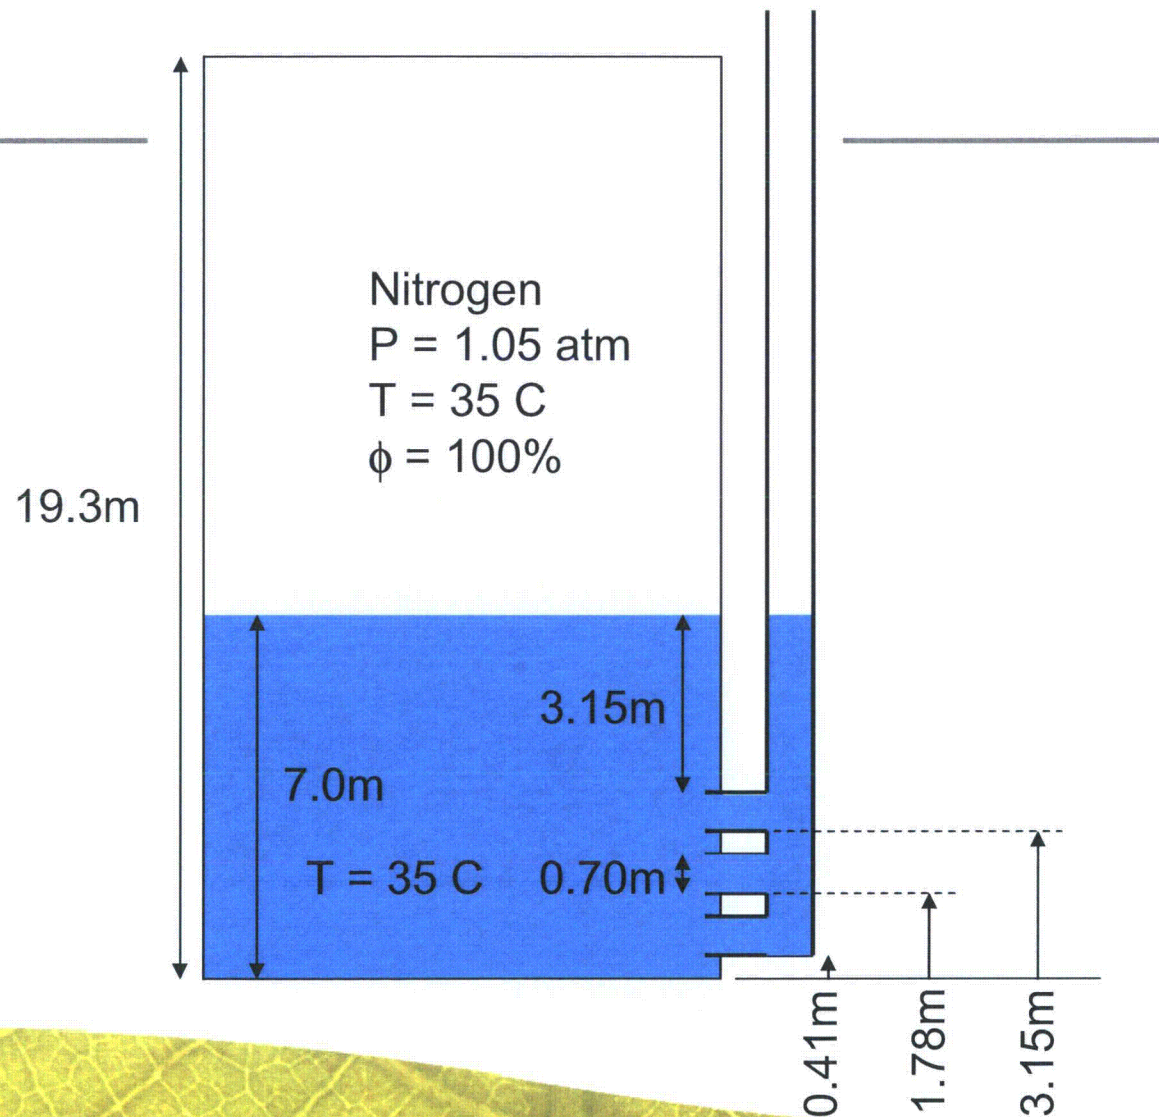 Nitrogen
P = 1.05 atm
T = 35 C
ϕ = 100%
19.3m
3.15m
7.0m
T = 35 C
0.70m
0.41m
1.78m
3.15m